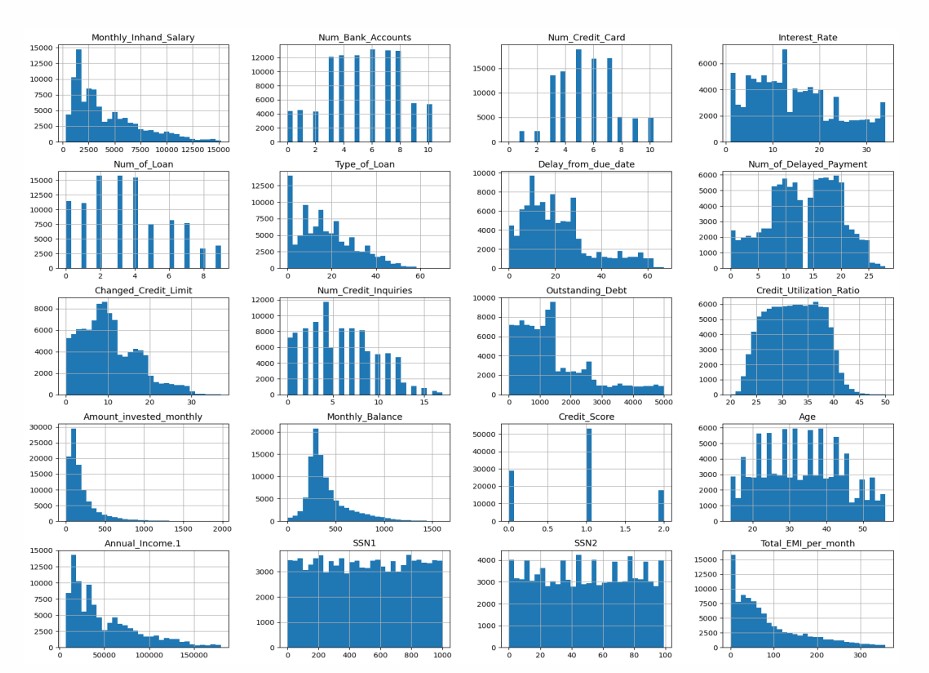 Monthly_Inhand_Salary Num_Bank_Accounts Num_Credit_Card Interest_Rate
15000 12500 10000 7500 5000 2500 0
0 2500 5000 7500 10000 12500 15000
12000 10000 8000 6000 4000 2000 0
0 2 4 6 8 10
15000 10000 5000 0
0 2 4 6 8 10
6000 4000 2000 0
0 10 20 30
Num_of_Loan Type_of_Loan Delay_from_due_date Num_of_Delayed_Payment
15000 12500 10000 7500 5000 2500 0
0 2 4 6 8
12500 10000 7500 5000 2500 0
0 20 40 60
10000 8000 6000 4000 2000 0
0 20 40 60
6000 5000 4000 3000 2000 1000 0
0 5 10 15 20 25
Changed_Credit_Limit Num_Credit_Inquiries Outstanding_Debt Credit_Utilization_Ratio
8000 6000 4000 2000 0
0 10 20 30
12000 10000 8000 6000 4000 2000 0
0 5 10 15
10000 8000 6000 4000 2000 0
0 1000 2000 3000 4000 5000
6000 5000 4000 3000 2000 1000 0
20 25 30 35 40 45 50
Amount_invested_monthly Monthly_Balance Credit_Score Age
30000 25000 20000 15000 10000 5000 0
0 500 1000 1500 2000
20000 15000 10000 5000 0
0 500 1000 1500
50000 40000 30000 20000 10000 0
0.0 0.5 1.0 1.5 2.0
6000 5000 4000 3000 2000 1000 0
20 30 40 50
Annual_Income.1 SSN1 SSN2 Total_EMI_per_month
15000 12500 10000 7500 5000 2500 0
0 50000 100000 150000
3000 2000 1000 0
0 200 400 600 800 1000
4000 3000 2000 1000 0
0 20 40 60 80 100
15000 12500 10000 7500 5000 2500 0
0 100 200 300